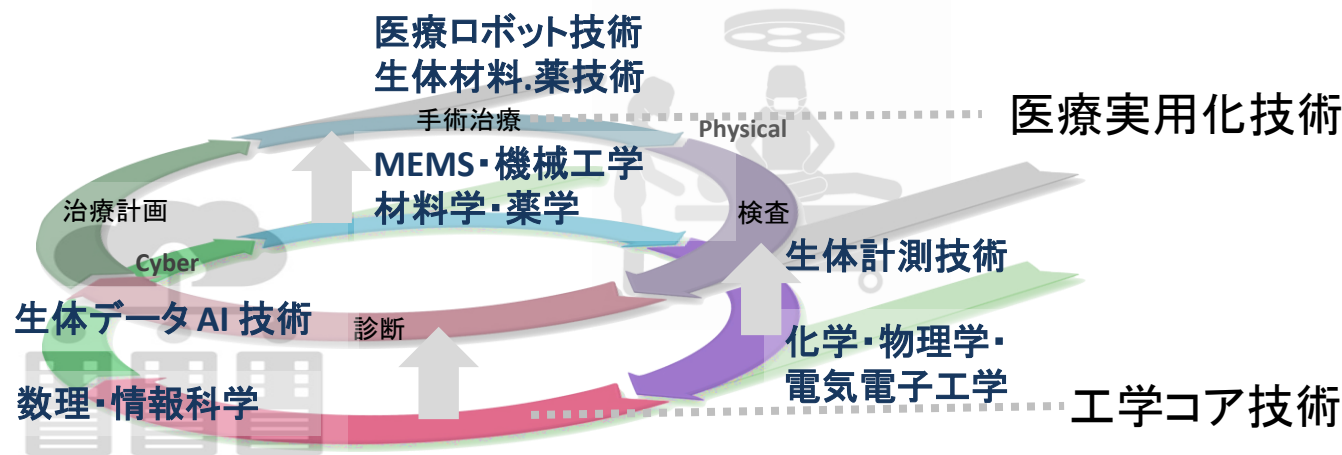 医療ロボット技術
生体材料.薬技術
手術治療
Physical
医療実用化技術
MEMS・機械工学
材料学・薬学
治療計画
検査
Cyber
生体計測技術
生体データAI 技術
診断
化学・物理学・
電気電子工学
数理・情報科学
工学コア技術